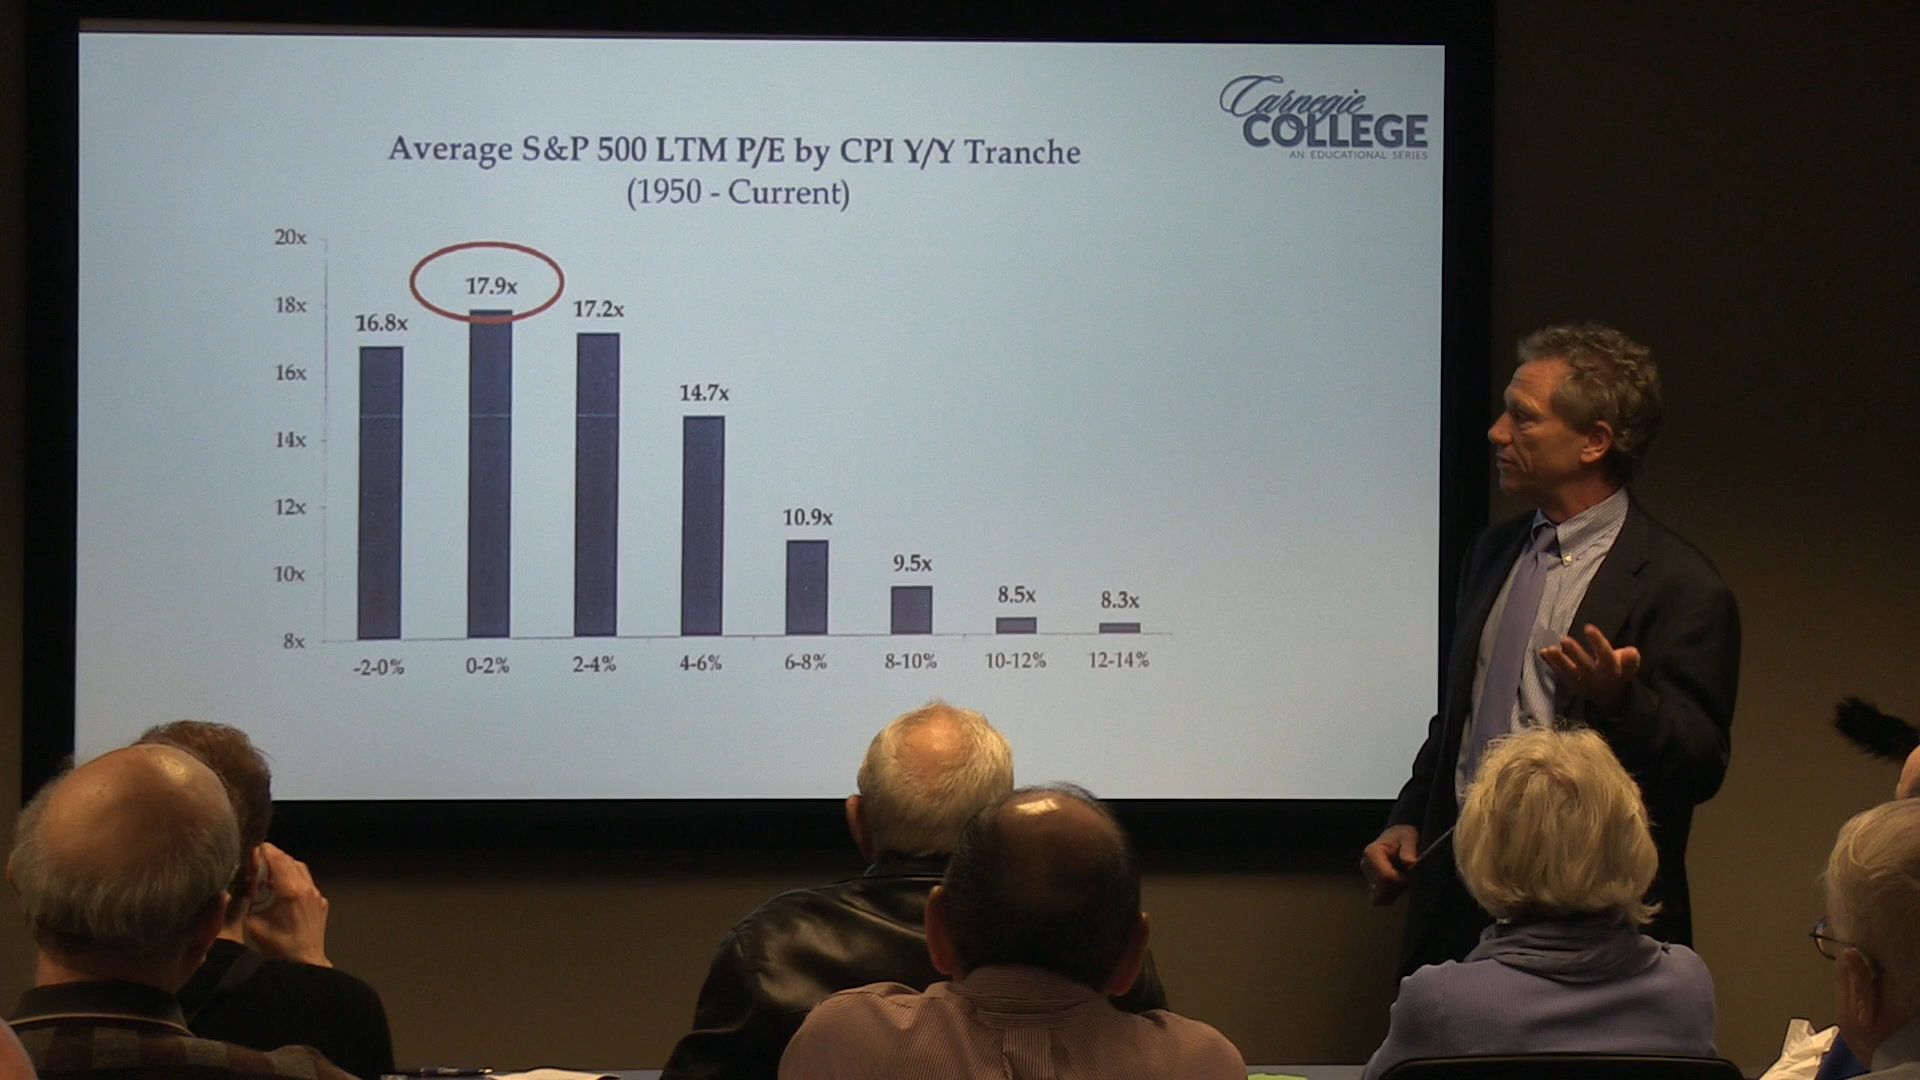 Carnegie
COLLEGE
AN EDUCATIONAL SERIES
Average S&P 500 LTM P/E by CPI Y/Y Tranche
(1950 - Current)
20x
18x
16x
14x
12x
10x
8x
16.8x
17.9x
17.2x
14.7x
10.9x
9.5x
8.5x
8.3x
-2-0%
0-2%
2-4%
4-6%
6-8%
8-10%
10-12%
12-14%